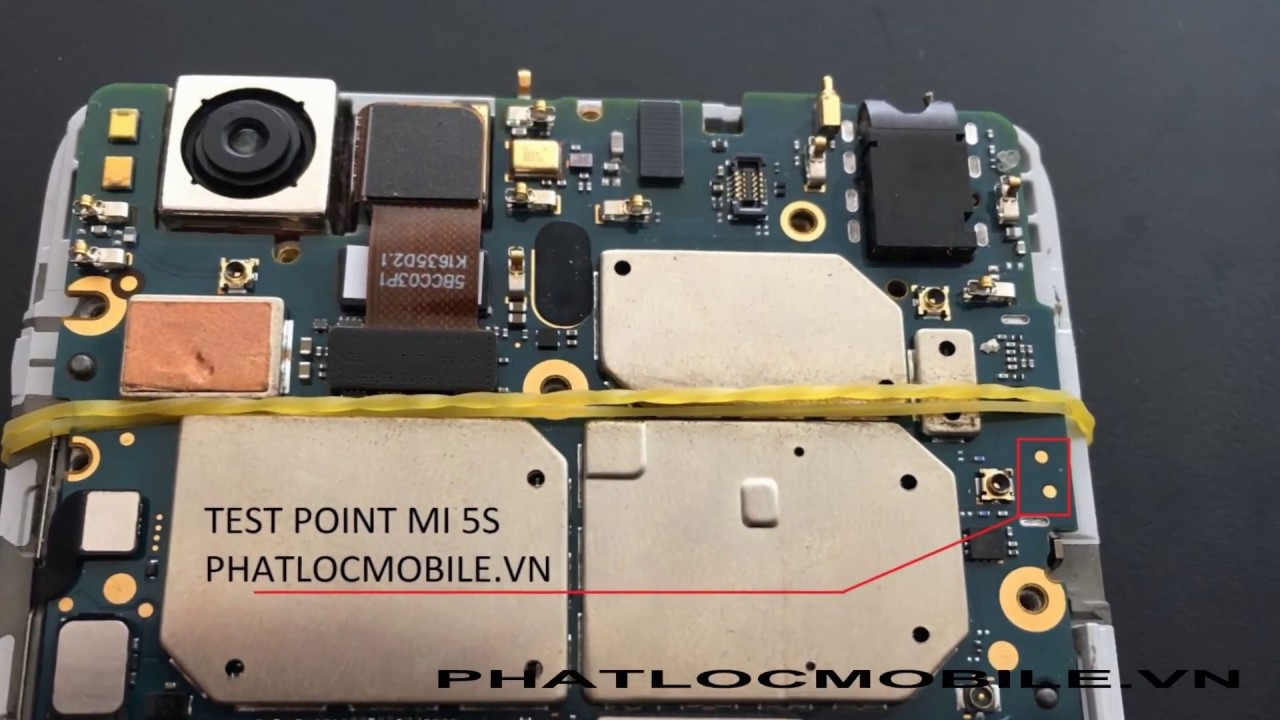 5BCC03P1
K1635D2.1
TEST POINT MI 5S
PHATLOCMOBILE.VN
PHATLOCMOBILE.VN